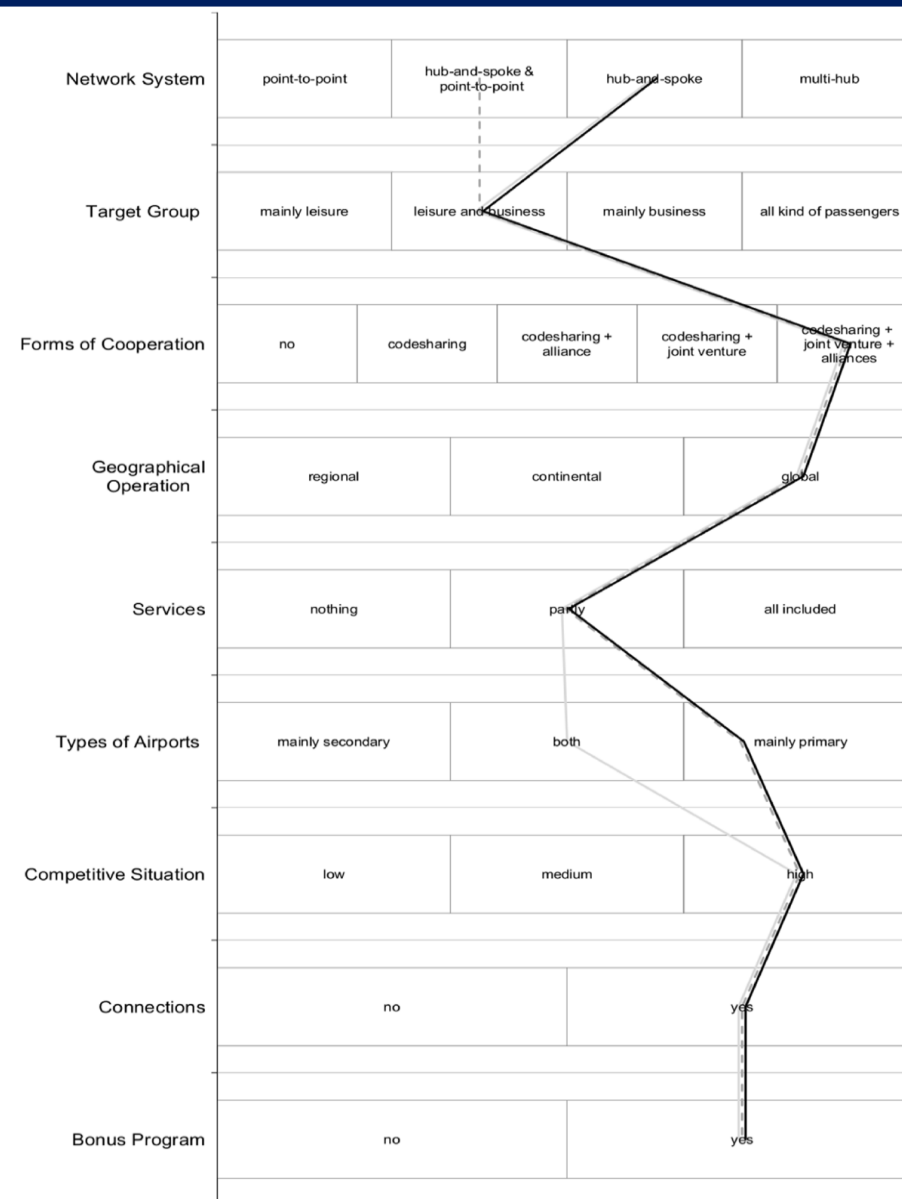 Network System
point-to-point
hub-and-spoke &
point-to-point
hub-and-spoke
multi-hub
Target Group
mainly leisure
leisure and business
mainly business
all kind of passengers
Forms of Cooperation
no
codesharing
codesharing +
alliance
codesharing +
joint venture
codesharing +
joint venture +
alliances
Geographical
Operation
regional
continental
global
Services
nothing
partly
all included
Types of Airports
mainly secondary
both
mainly primary
Competitive Situation
low
medium
high
Connections
no
yes
Bonus Program
no
yes